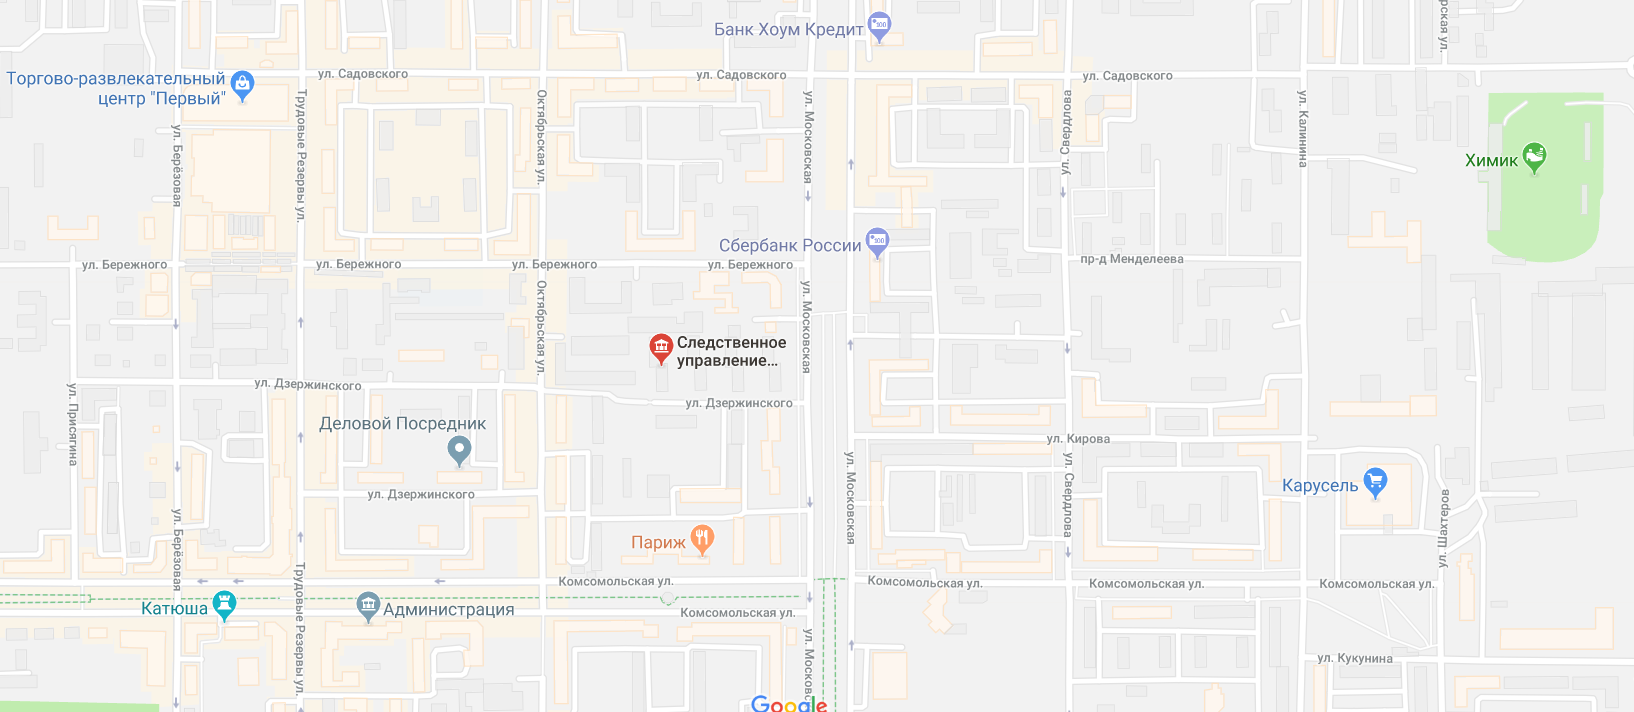 Банк Хоум Кредит
рская ул.
Торгово-развлекательный
центр "Первый"
ул. Садовского
ул. Садовского
ул. Садовского
ул. Берёзовая
Трудовые Резервы ул.
Октябрьская ул.
ул. Московская
ул. Свердлова
ул. Калинина
Химик
Сбербанк России
ул. Бережного
ул. Бережного
ул. Бережного
ул. Бережного
пр-д Менделеева
Октябрьская ул.
ул. Московская
Следственное
управление...
ул. Дзержинского
ул. Дзержинского
ул. Присягина
Деловой Посредник
ул. Кирова
ул. Московская
ул. Свердлова
Карусель
ул. Дзержинского
ул. Берёзовая
ул. Шахтеров
Париж
Трудовые Резервы ул.
Комсомольская ул.
Комсомольская ул.
Комсомольская ул.
Комсомольская ул.
Катюша
Администрация
Комсомольская ул.
ул. Московс
ул. Кукунина
Google